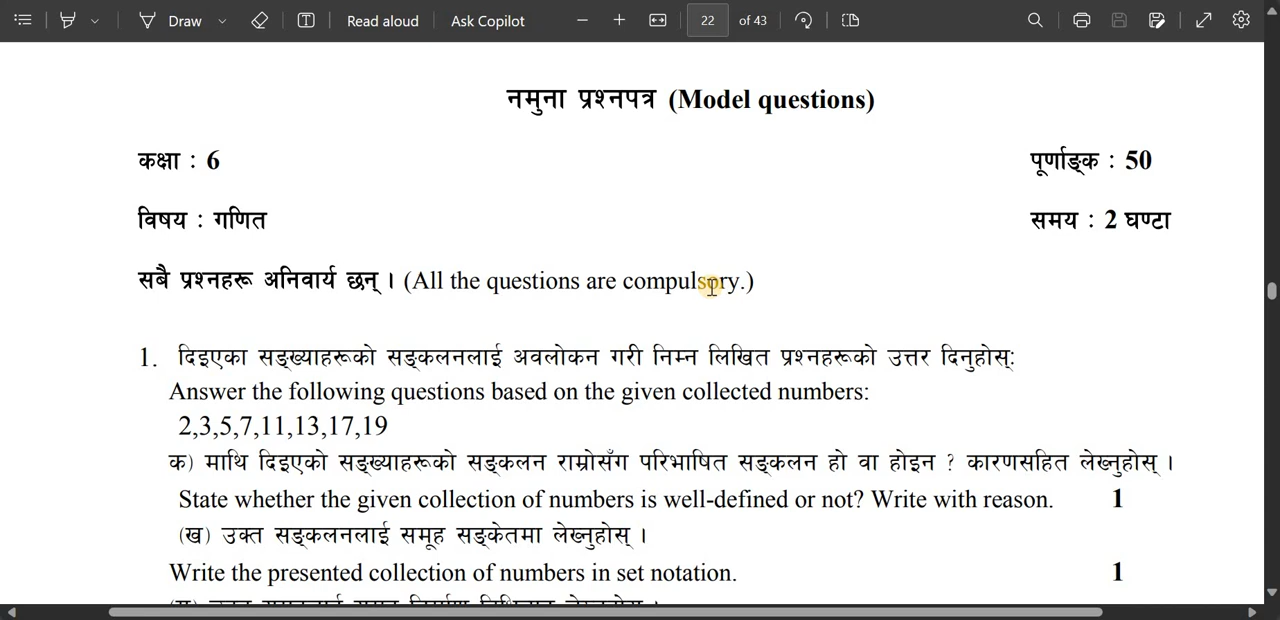 Draw
Read aloud
Ask Copilot
22 of 43
नमुना प्रश्नपत्र (Model questions)
कक्षा : 6
पूर्णाङ्क : 50
विषय : गणित
समय : 2 घण्टा
सबै प्रश्नहरू अनिवार्य छन् । (All the questions are compulsory.)
1. दिइएका सङ्ख्याहरूको सङ्कलनलाई अवलोकन गरी निम्न लिखित प्रश्नहरूको उत्तर दिनुहोस्:
Answer the following questions based on the given collected numbers:
2,3,5,7,11,13,17,19
क) माथि दिइएको सङ्ख्याहरूको सङ्कलन राम्रोसँग परिभाषित सङ्कलन हो वा होइन ? कारणसहित लेख्नुहोस् ।
State whether the given collection of numbers is well-defined or not? Write with reason. 1
(ख) उक्त सङ्कलनलाई समूह सङ्केतमा लेख्नुहोस् ।
Write the presented collection of numbers in set notation. 1